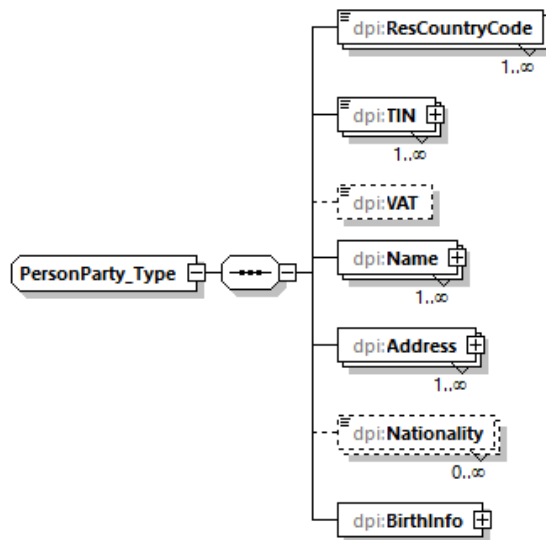 dpi:ResCountryCode
1..∞
dpi:TIN
1..∞
dpi:VAT
PersonParty_Type
dpi:Name
1..∞
dpi:Address
1..∞
dpi:Nationality
0..∞
dpi:BirthInfo